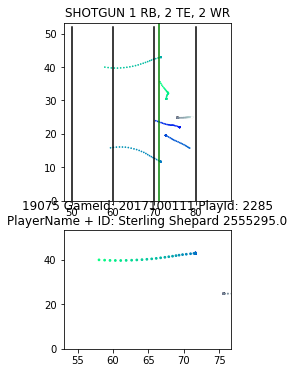 SHOTGUN 1 RB, 2 TE, 2 WR
50
40
30
20
10
0
50 60 70 80
19075 GameId: 2017100111 PlayId: 2285
PlayerName + ID: Sterling Shepard 2555295.0
40
20
0
55 60 65 70 75